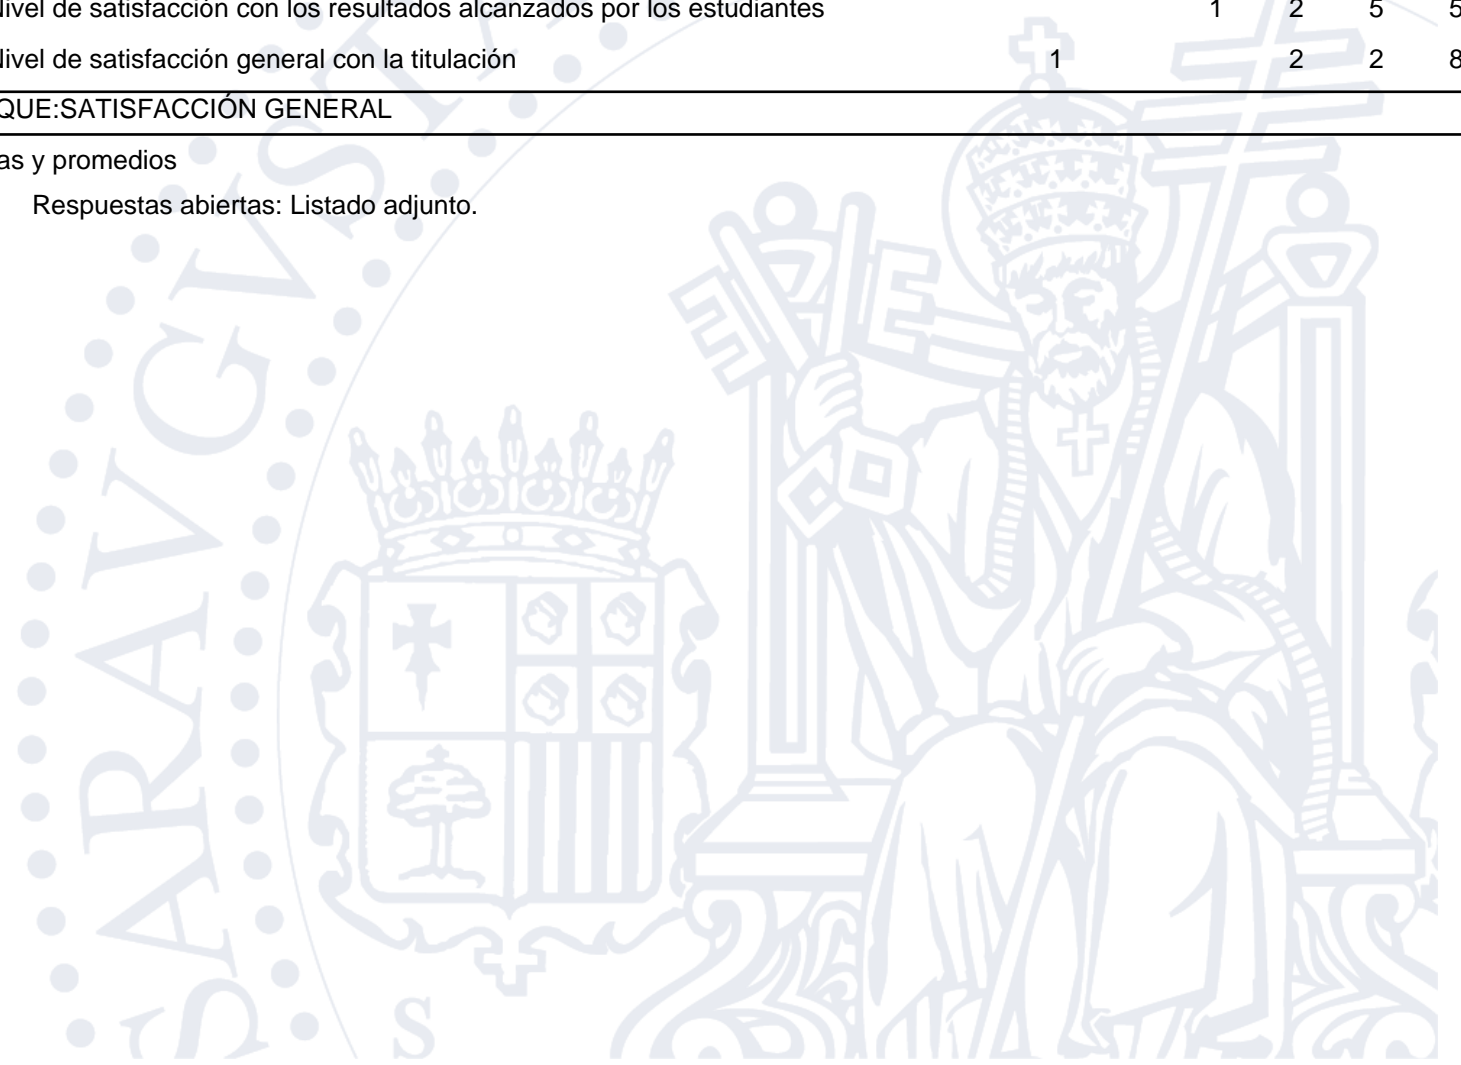 Nivel de satisfacción con los resultados alcanzados por los estudiantes 1 2 5 5
Nivel de satisfacción general con la titulación 1 2 2 8
QUE:SATISFACCIÓN GENERAL
as y promedios
Respuestas abiertas: Listado adjunto.
SARAVGVSTA
S